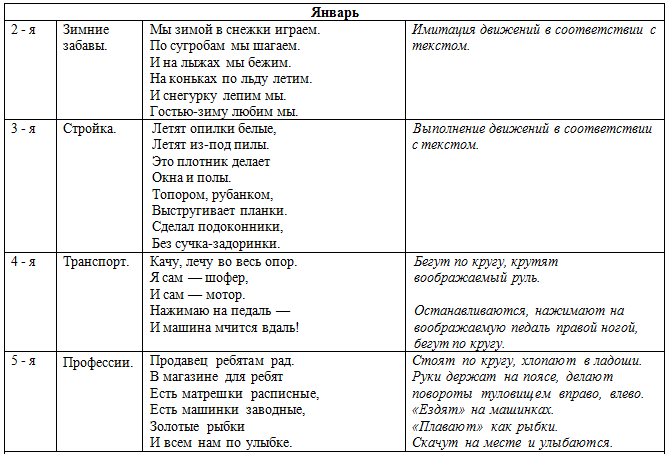 Январь
2 - я
Зимние
забавы.
Мы зимой в снежки играем.
По сугробам мы шагаем.
И на лыжах мы бежим.
На коньках по льду летим.
И снегурку лепим мы.
Гостью-зиму любим мы.
Имитация движений в соответствии с
текстом.
3 - я
Стройка.
Летят опилки белые,
Летят из-под пилы.
Это плотник делает
Окна и полы.
Топором, рубанком,
Выстругивает планки.
Сделал подоконники,
Без сучка-задоринки.
Выполнение движений в соответствии
с текстом.
4 - я
Транспорт.
Качу, лечу во весь опор.
Я сам — шофер,
И сам — мотор.
Нажимаю на педаль —
И машина мчится вдаль!
Бегут по кругу, крутят
воображаемый руль.
Останавливаются, нажимают на
воображаемую педаль правой ногой,
бегут по кругу.
5 - я
Профессии.
Продавец ребятам рад.
В магазине для ребят
Есть матрешки расписные,
Есть машинки заводные,
Золотые рыбки
И всем нам по улыбке.
Стоят по кругу, хлопают в ладоши.
Руки держат на поясе, делают
повороты туловищем вправо, влево.
«Ездят» на машинках.
«Плавают» как рыбки.
Скачут на месте и улыбаются.